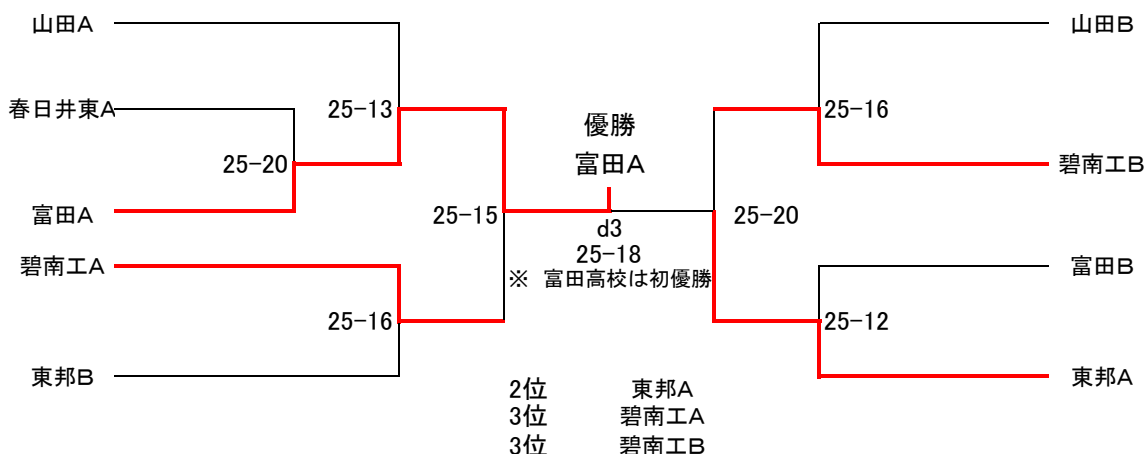 山田A
山田B
春日井東A
25-13
25-16
優勝
富田A
25-20
碧南工B
富田A
25-15
25-20
d3
25-18
※ 富田高校は初優勝
碧南工A
富田B
25-16
25-12
東邦B
東邦A
2位 東邦A
3位 碧南工A
3位 碧南工B